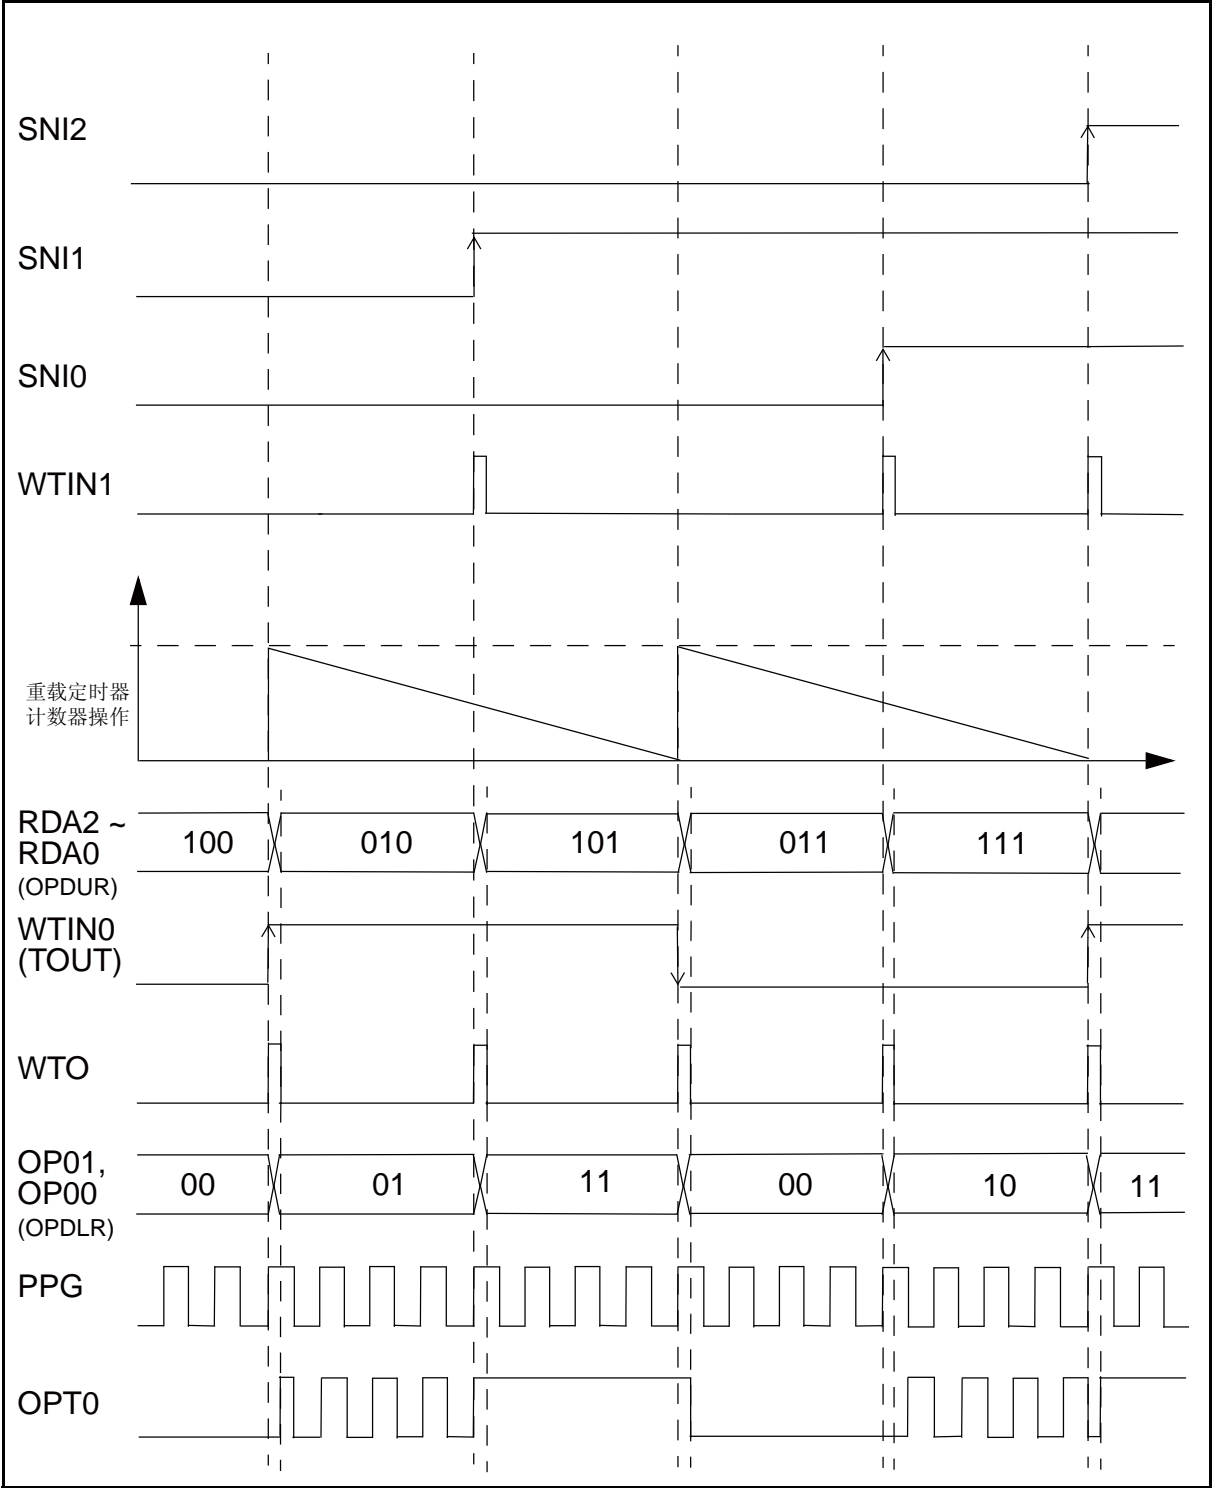 SNI2
SNI1
SNI0
WTIN1
重载定时器
计数器操作
RDA2 ~
RDA0
(OPDUR)
100 010 101 011 111
WTIN0
(TOUT)
WTO
OP01,
OP00
(OPDLR)
00 01 11 00 10 11
PPG
OPT0